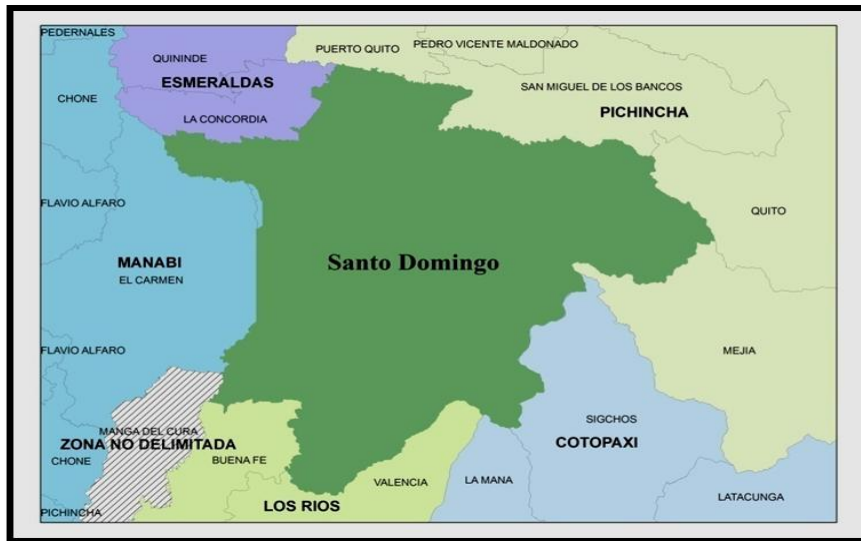 PEDERNALES
PUERTO QUITO
PEDRO VICENTE MALDONADO
QUININDE
ESMERALDAS
CHONE
SAN MIGUEL DE LOS BANCOS
PICHINCHA
LA CONCORDIA
FLAVIO ALFARO
QUITO
MANABI
EL CARMEN
Santo Domingo
FLAVIO ALFARO
MEJIA
MANGA DEL CURA
ZONA NO DELIMITADA
SIGCHOS
COTOPAXI
CHONE
BUENA FE
VALENCIA
LA MANA
LATACUNGA
LOS RIOS
PICHINCHA